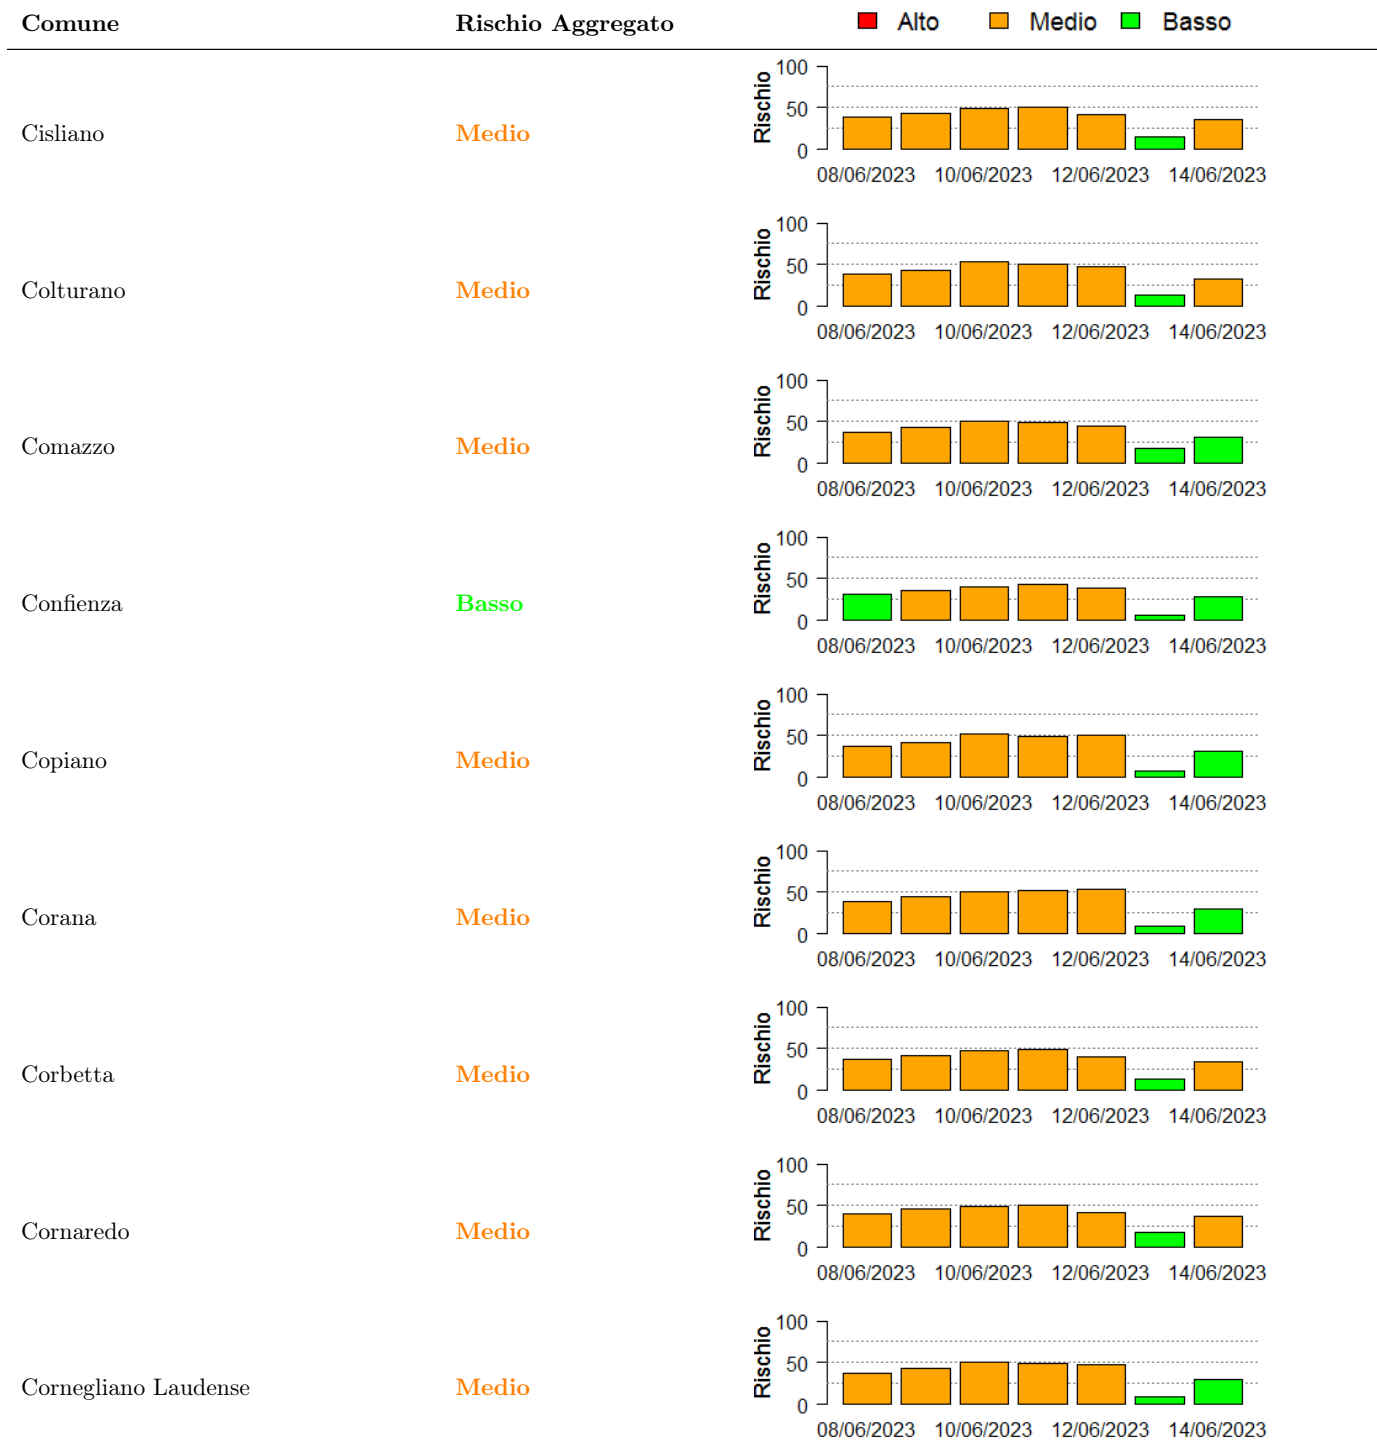 Comune Rischio Aggregato Alto Medio Basso
100
50
0
Rischio
Cisliano Medio
08/06/2023 10/06/2023 12/06/2023 14/06/2023
100
50
0
Rischio
Colturano Medio
08/06/2023 10/06/2023 12/06/2023 14/06/2023
100
50
0
Rischio
Comazzo Medio
08/06/2023 10/06/2023 12/06/2023 14/06/2023
100
50
0
Rischio
Confienza Basso
08/06/2023 10/06/2023 12/06/2023 14/06/2023
100
50
0
Rischio
Copiano Medio
08/06/2023 10/06/2023 12/06/2023 14/06/2023
100
50
0
Rischio
Corana Medio
08/06/2023 10/06/2023 12/06/2023 14/06/2023
100
50
0
Rischio
Corbetta Medio
08/06/2023 10/06/2023 12/06/2023 14/06/2023
100
50
0
Rischio
Cornaredo Medio
08/06/2023 10/06/2023 12/06/2023 14/06/2023
100
50
0
Rischio
Cornegliano Laudense Medio
08/06/2023 10/06/2023 12/06/2023 14/06/2023